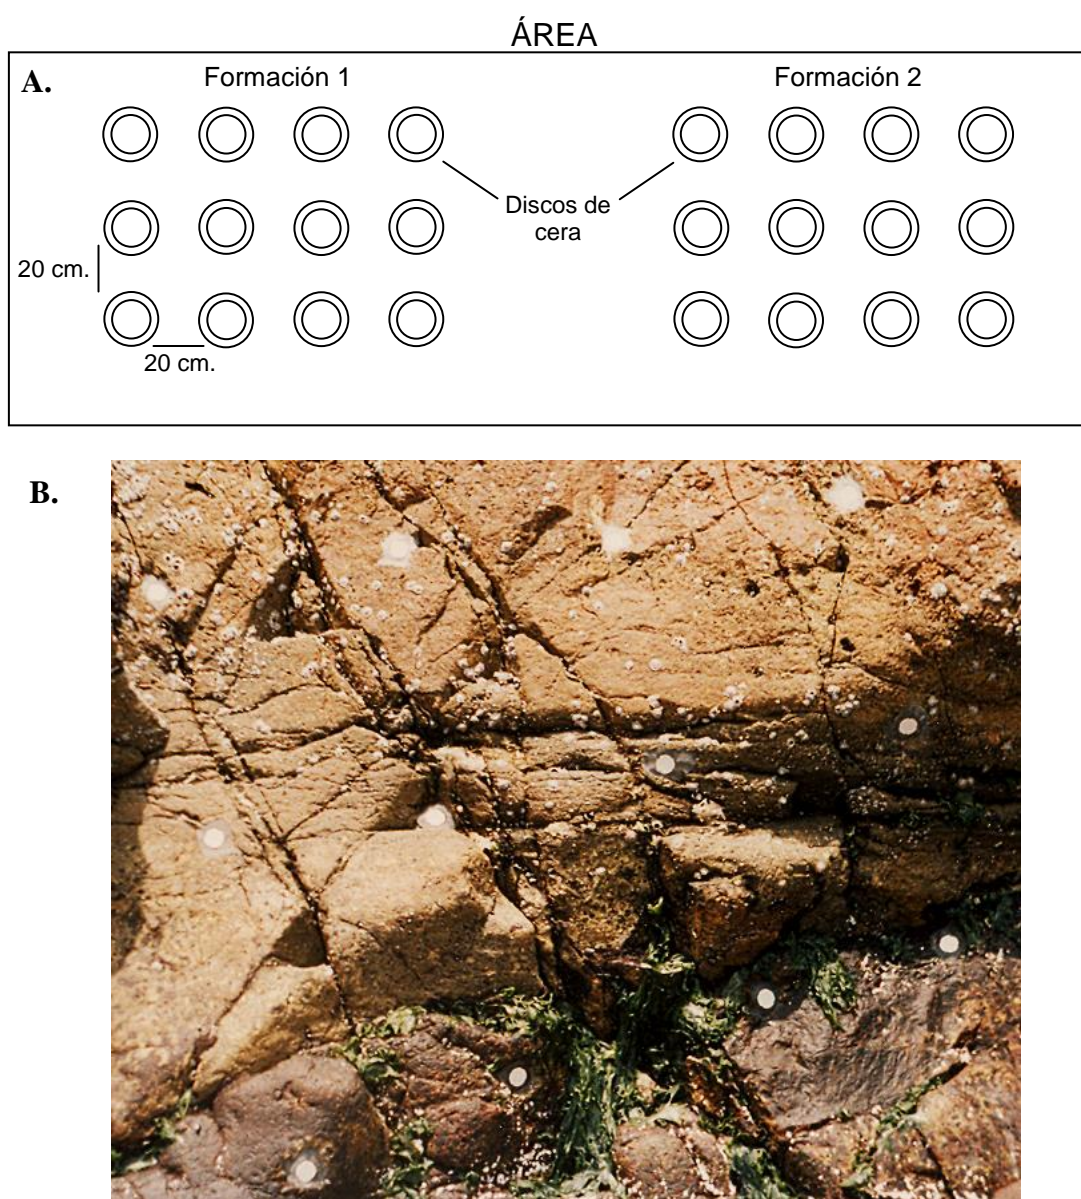 ÁREA
A.
Formación 1
Formación 2
Discos de
cera
20 cm.
20 cm.
B.